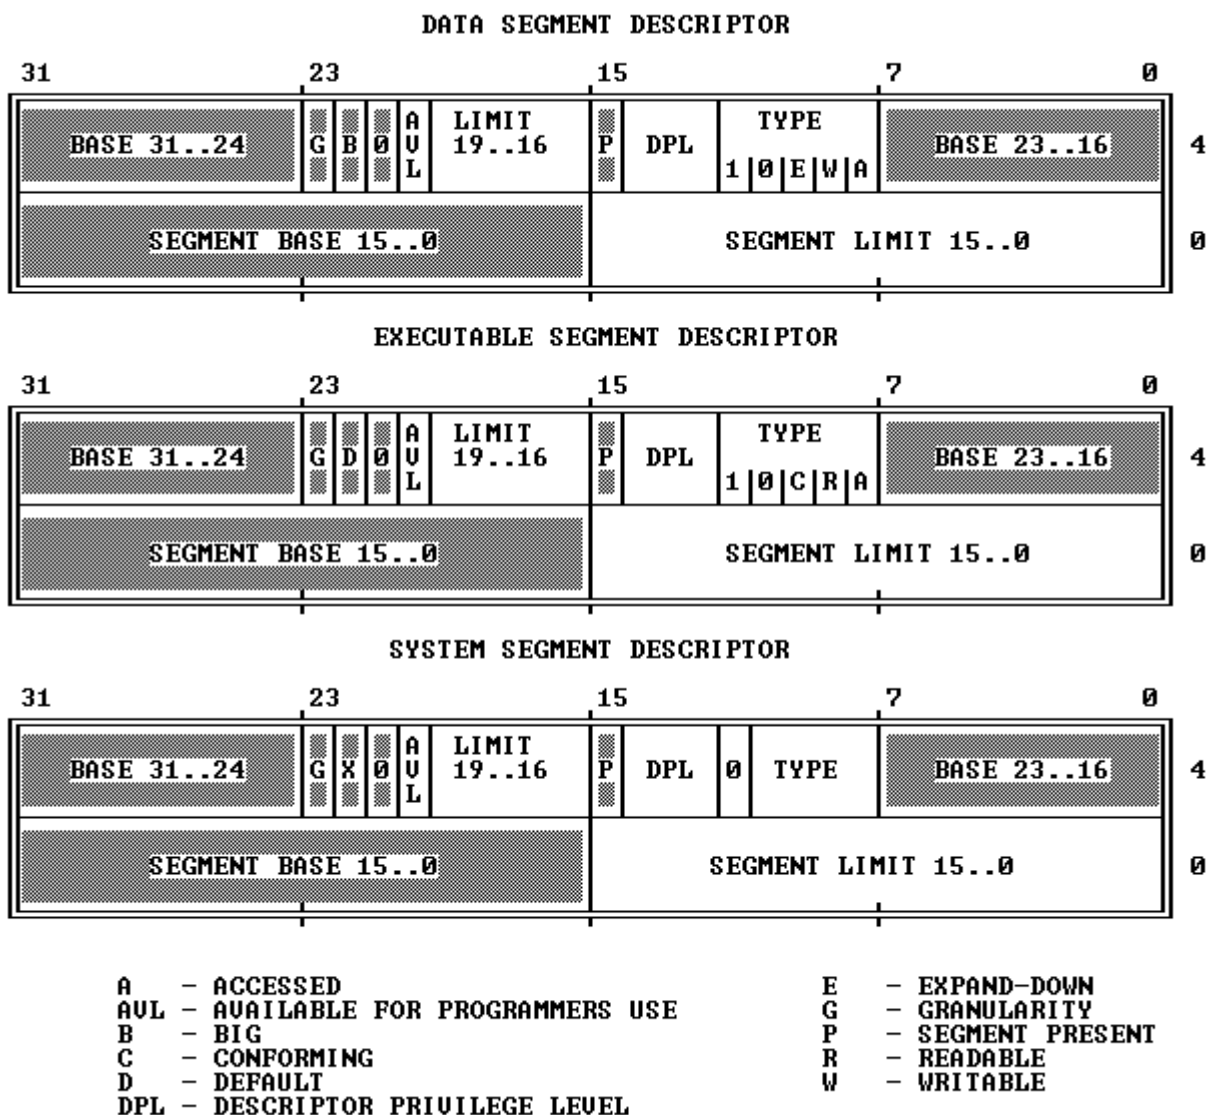 DATA SEGMENT DESCRIPTOR
31 23 15 7 0
BASE 31..24 G B 0 AVL LIMIT 19..16 P DPL TYPE 1 0 E W A BASE 23..16 4
SEGMENT BASE 15..0 SEGMENT LIMIT 15..0 0
EXECUTABLE SEGMENT DESCRIPTOR
31 23 15 7 0
BASE 31..24 G D 0 AVL LIMIT 19..16 P DPL TYPE 1 0 C R A BASE 23..16 4
SEGMENT BASE 15..0 SEGMENT LIMIT 15..0 0
SYSTEM SEGMENT DESCRIPTOR
31 23 15 7 0
BASE 31..24 G X 0 AVL LIMIT 19..16 P DPL 0 TYPE BASE 23..16 4
SEGMENT BASE 15..0 SEGMENT LIMIT 15..0 0
A - ACCESSED E - EXPAND-DOWN
AVL - AVAILABLE FOR PROGRAMMERS USE G - GRANULARITY
B - BIG P - SEGMENT PRESENT
C - CONFORMING R - READABLE
D - DEFAULT W - WRITABLE
DPL - DESCRIPTOR PRIVILEGE LEVEL